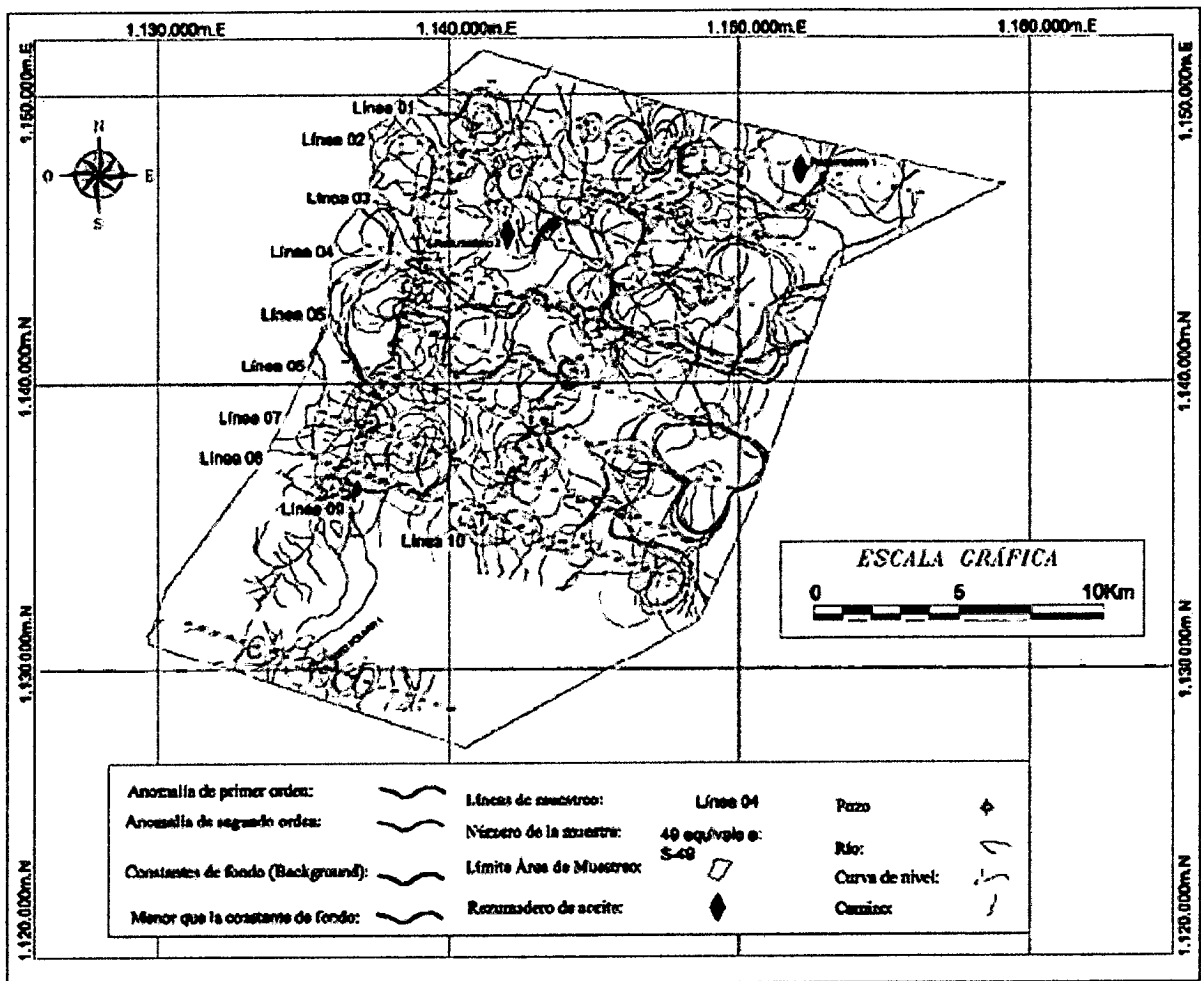 1.130.000m.E
1.140.000m.E
1.150.000m.E
1.160.000m.E
1.150.000m.E
1.150.000m.E
N
O
E
S
Línea 01
Línea 02
Línea 03
Línea 04
Línea 05
Línea 05
Línea 07
Línea 08
Línea 09
Línea 10
Rezumadero 1
1.140.000m.N
1.140.000m.N
ESCALA GRÁFICA
0 5 10Km
1.130.000m.N
1.130.000m.N
Anomalía de primer orden:
Anomalía de segundo orden:
Constantes de fondo (Background):
Menor que la constante de fondo:
Líneas de muestreo: Línea 04
Número de la muestra: 49 equivale a: S-49
Límite Área de Muestreo:
Rezumadero de aceite:
Pozo
Río:
Curva de nivel:
Camino:
1.120.000m.N
1.120.000m.N